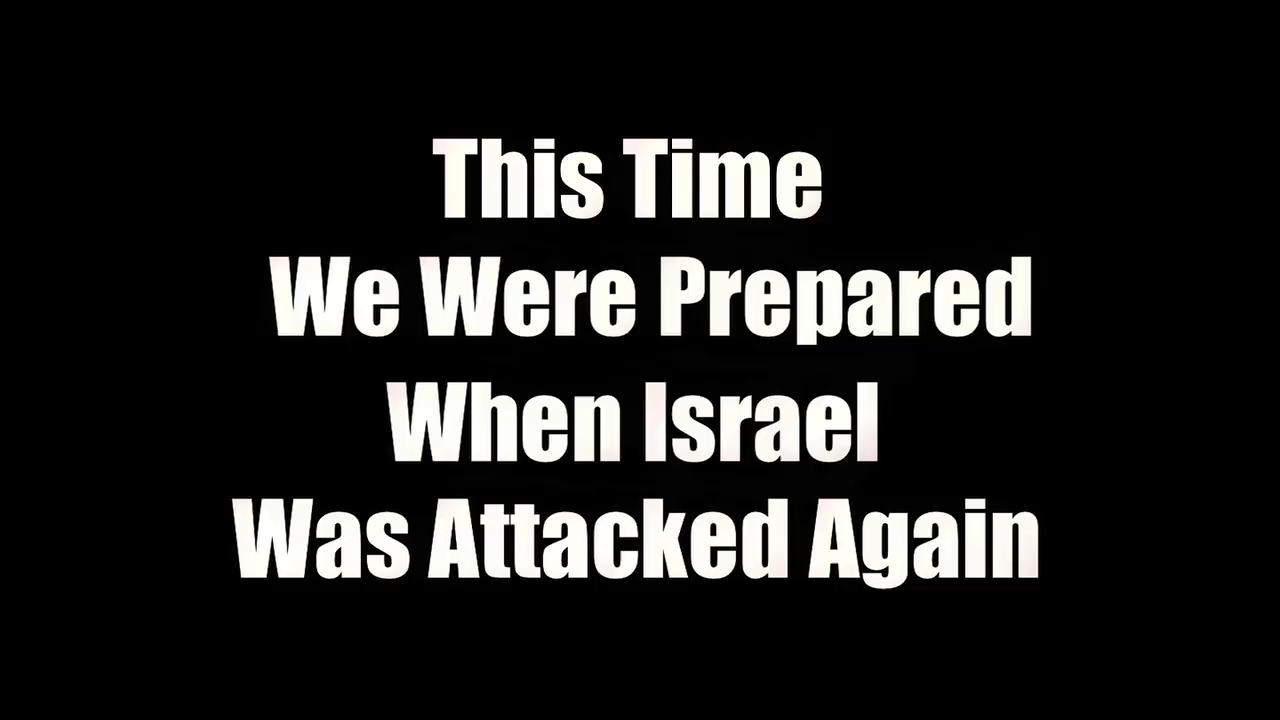 This Time
We Were Prepared
When Israel
Was Attacked Again